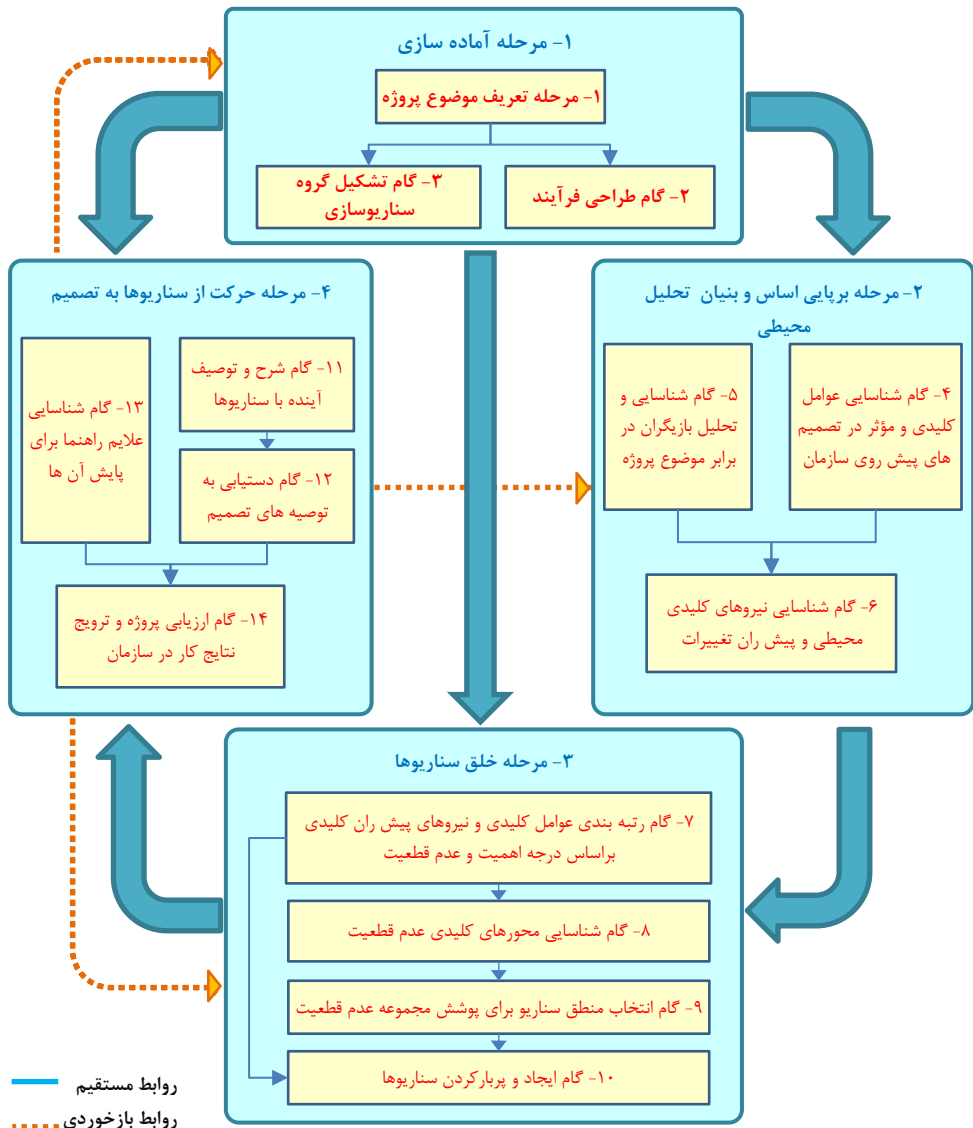 ۱- مرحله آماده سازی
۱- مرحله تعریف موضوع پروژه
۲- گام طراحی فرآیند
۳- گام تشکیل گروه
سناریوسازی
۲- مرحله برپایی اساس و بنیان تحلیل
محیطی
۴- گام شناسایی عوامل
کلیدی و مؤثر در تصمیم
های پیش روی سازمان
۵- گام شناسایی و
تحلیل بازیگران در
برابر موضوع پروژه
۶- گام شناسایی نیروهای کلیدی
محیطی و پیش ران تغییرات
۳- مرحله خلق سناریوها
۷- گام رتبه بندی عوامل کلیدی و نیروهای پیش ران کلیدی
براساس درجه اهمیت و عدم قطعیت
۸- گام شناسایی محورهای کلیدی عدم قطعیت
۹- گام انتخاب منطق سناریو برای پوشش مجموعه عدم قطعیت
۱۰- گام ایجاد و پربارکردن سناریوها
۴- مرحله حرکت از سناریوها به تصمیم
۱۱- گام شرح و توصیف
آینده با سناریوها
۱۲- گام دستیابی به
توصیه های تصمیم
۱۳- گام شناسایی
علایم راهنما برای
پایش آن ها
۱۴- گام ارزیابی پروژه و ترویج
نتایج کار در سازمان
روابط مستقیم
روابط بازخوردی